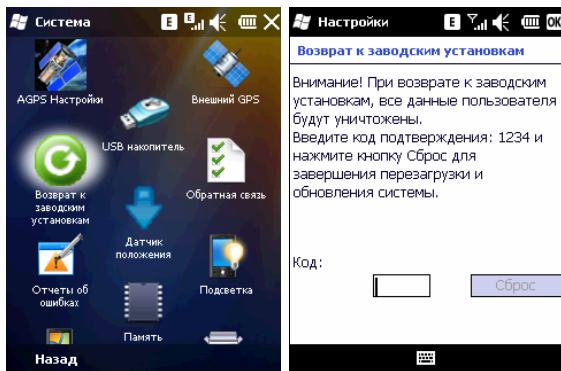 Система
E
E
AGPS Настройки
Внешний GPS
USB накопитель
Возврат к
заводским
установкам
Обратная связь
Датчик
положения
Отчеты об
ошибках
Подсветка
Память
Назад
Настройки
E
OK
Возврат к заводским установкам
Внимание! При возврате к заводским
установкам, все данные пользователя
будут уничтожены.
Введите код подтверждения: 1234 и
нажмите кнопку Сброс для
завершения перезагрузки и
обновления системы.
Код:
Сброс